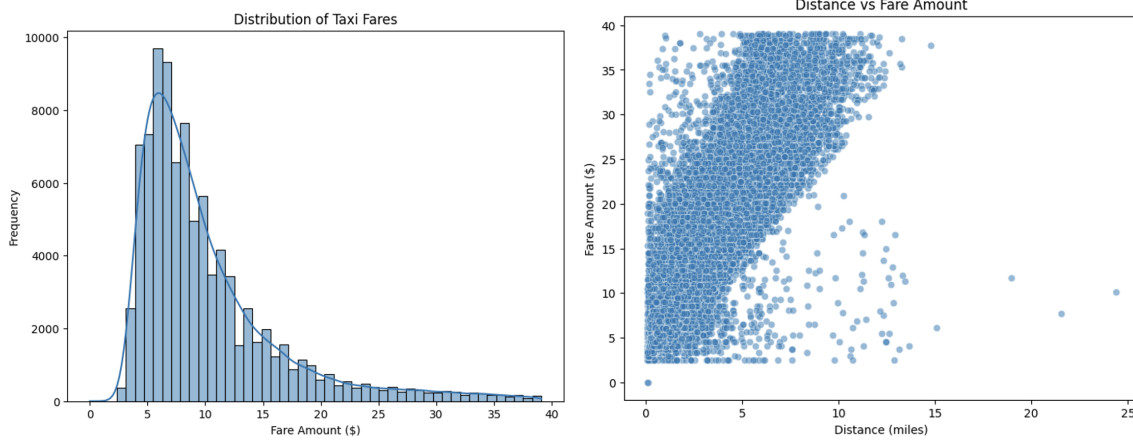 Distribution of Taxi Fares
10000
8000
6000
4000
2000
0
Frequency
0 5 10 15 20 25 30 35 40
Fare Amount ($)
Distance vs Fare Amount
40
35
30
25
20
15
10
5
0
Fare Amount ($)
0 5 10 15 20 25
Distance (miles)